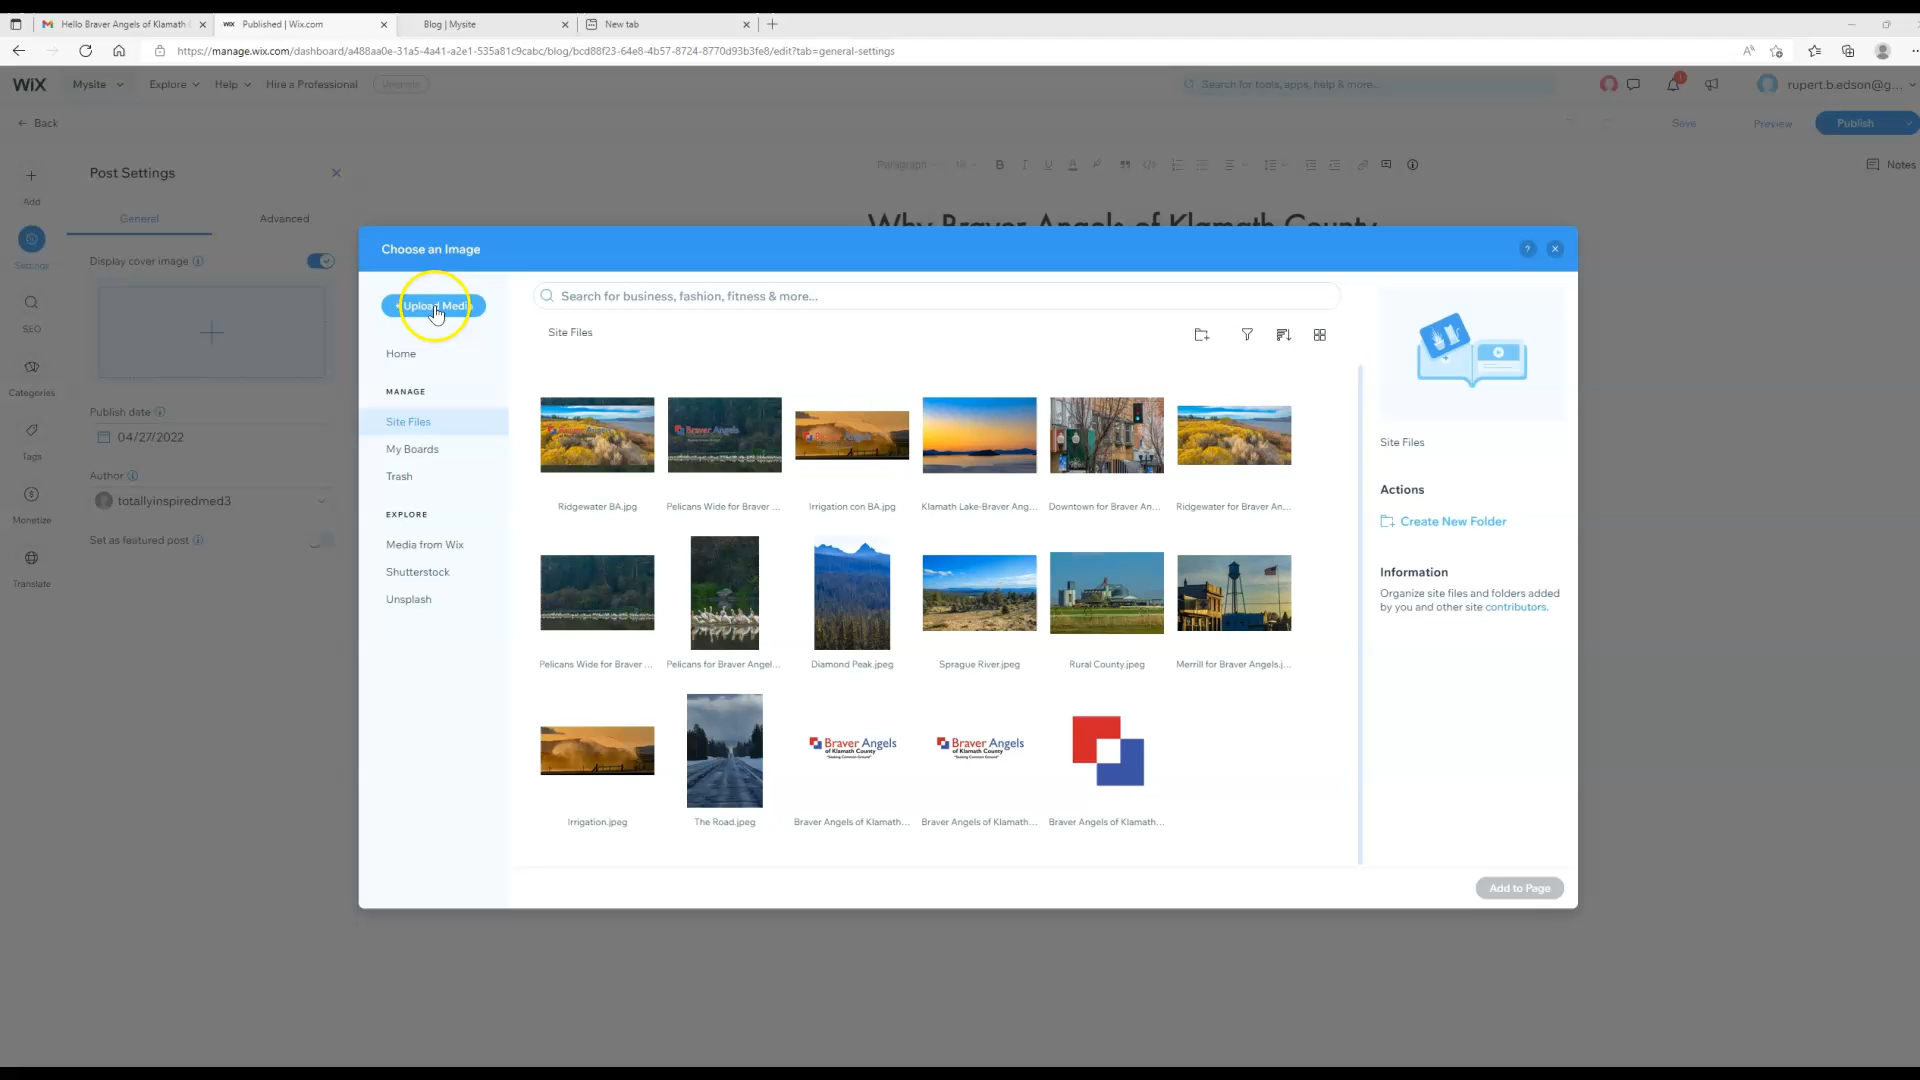 Hello Braver Angels of Klamath
Published | Wix.com
Blog | Mysite
New tab
https://manage.wix.com/dashboard/a488aa0e-31a5-4a41-a2e1-535a81c9cabc/blog/bcd88f23-64e8-4b57-8724-8770d93b3fe8/edit?tab=general-settings
WiX
Mysite
Explore
Help
Hire a Professional
Upgrade
Search for tools, apps, help & more...
rupert.b.edson@g...
Back
Save
Preview
Publish
Post Settings
Paragraph
18
B I U A
Notes
Add
General
Advanced
Why Braver Angels of Klamath County
Choose an Image
Settings
Display cover image
Upload Media
Search for business, fashion, fitness & more...
SEO
Site Files
Home
Categories
MANAGE
Publish date
Site Files
04/27/2022
My Boards
Site Files
Tags
Author
Trash
Actions
totallyinspiredmed3
Ridgewater BA.jpg
Pelicans Wide for Braver ...
Irrigation con BA.jpg
Klamath Lake-Braver Ang...
Downtown for Braver An...
Ridgewater for Braver An...
Monetize
EXPLORE
Create New Folder
Set as featured post
Media from Wix
Shutterstock
Information
Translate
Unsplash
Organize site files and folders added
by you and other site contributors.
Pelicans Wide for Braver ...
Pelicans for Braver Angel...
Diamond Peak.jpeg
Sprague River.jpeg
Rural County.jpeg
Merrill for Braver Angels.j...
Braver Angels
of Klamath County
"Seeking Common Ground"
Braver Angels
of Klamath County
"Seeking Common Ground"
Irrigation.jpeg
The Road.jpeg
Braver Angels of Klamath...
Braver Angels of Klamath...
Braver Angels of Klamath...
Add to Page